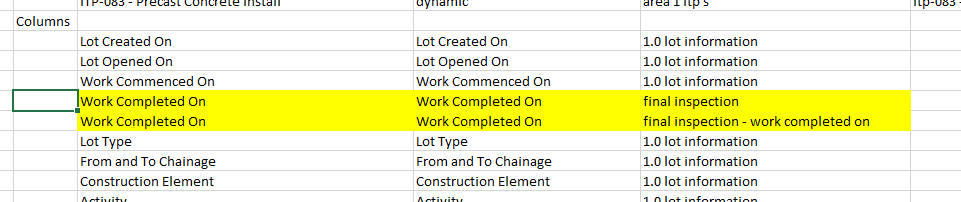 ITP-083 - Precast Concrete Install dynamic area 1 itp's itp-083 -
Columns
Lot Created On Lot Created On 1.0 lot information
Lot Opened On Lot Opened On 1.0 lot information
Work Commenced On Work Commenced On 1.0 lot information
Work Completed On Work Completed On final inspection
Work Completed On Work Completed On final inspection - work completed on
Lot Type Lot Type 1.0 lot information
From and To Chainage From and To Chainage 1.0 lot information
Construction Element Construction Element 1.0 lot information
Activity Activity 1.0 lot information